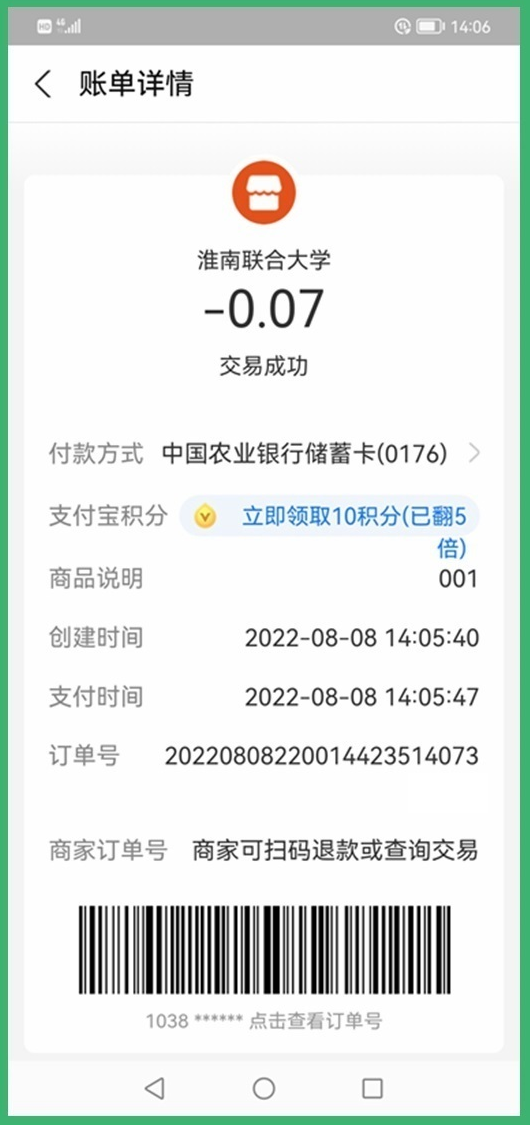 HD 4G 14:06
账单详情
淮南联合大学
-0.07
交易成功
付款方式 中国农业银行储蓄卡(0176)
支付宝积分 立即领取10积分(已翻5
倍)
商品说明 001
创建时间 2022-08-08 14:05:40
支付时间 2022-08-08 14:05:47
订单号 20220808220014423514073
商家订单号 商家可扫码退款或查询交易
1038 ****** 点击查看订单号